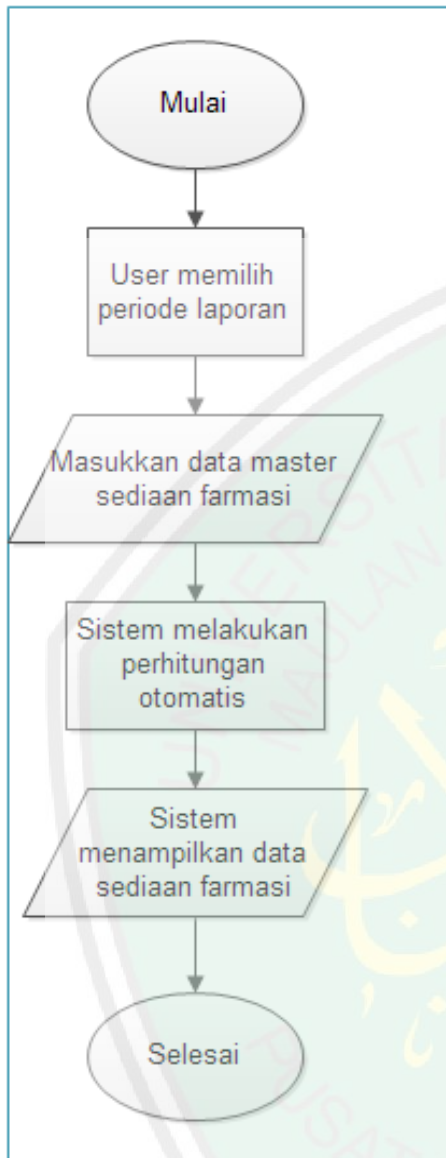 Mulai
User memilih
periode laporan
Masukkan data master
sediaan farmasi
Sistem melakukan
perhitungan
otomatis
Sistem
menampilkan data
sediaan farmasi
Selesai